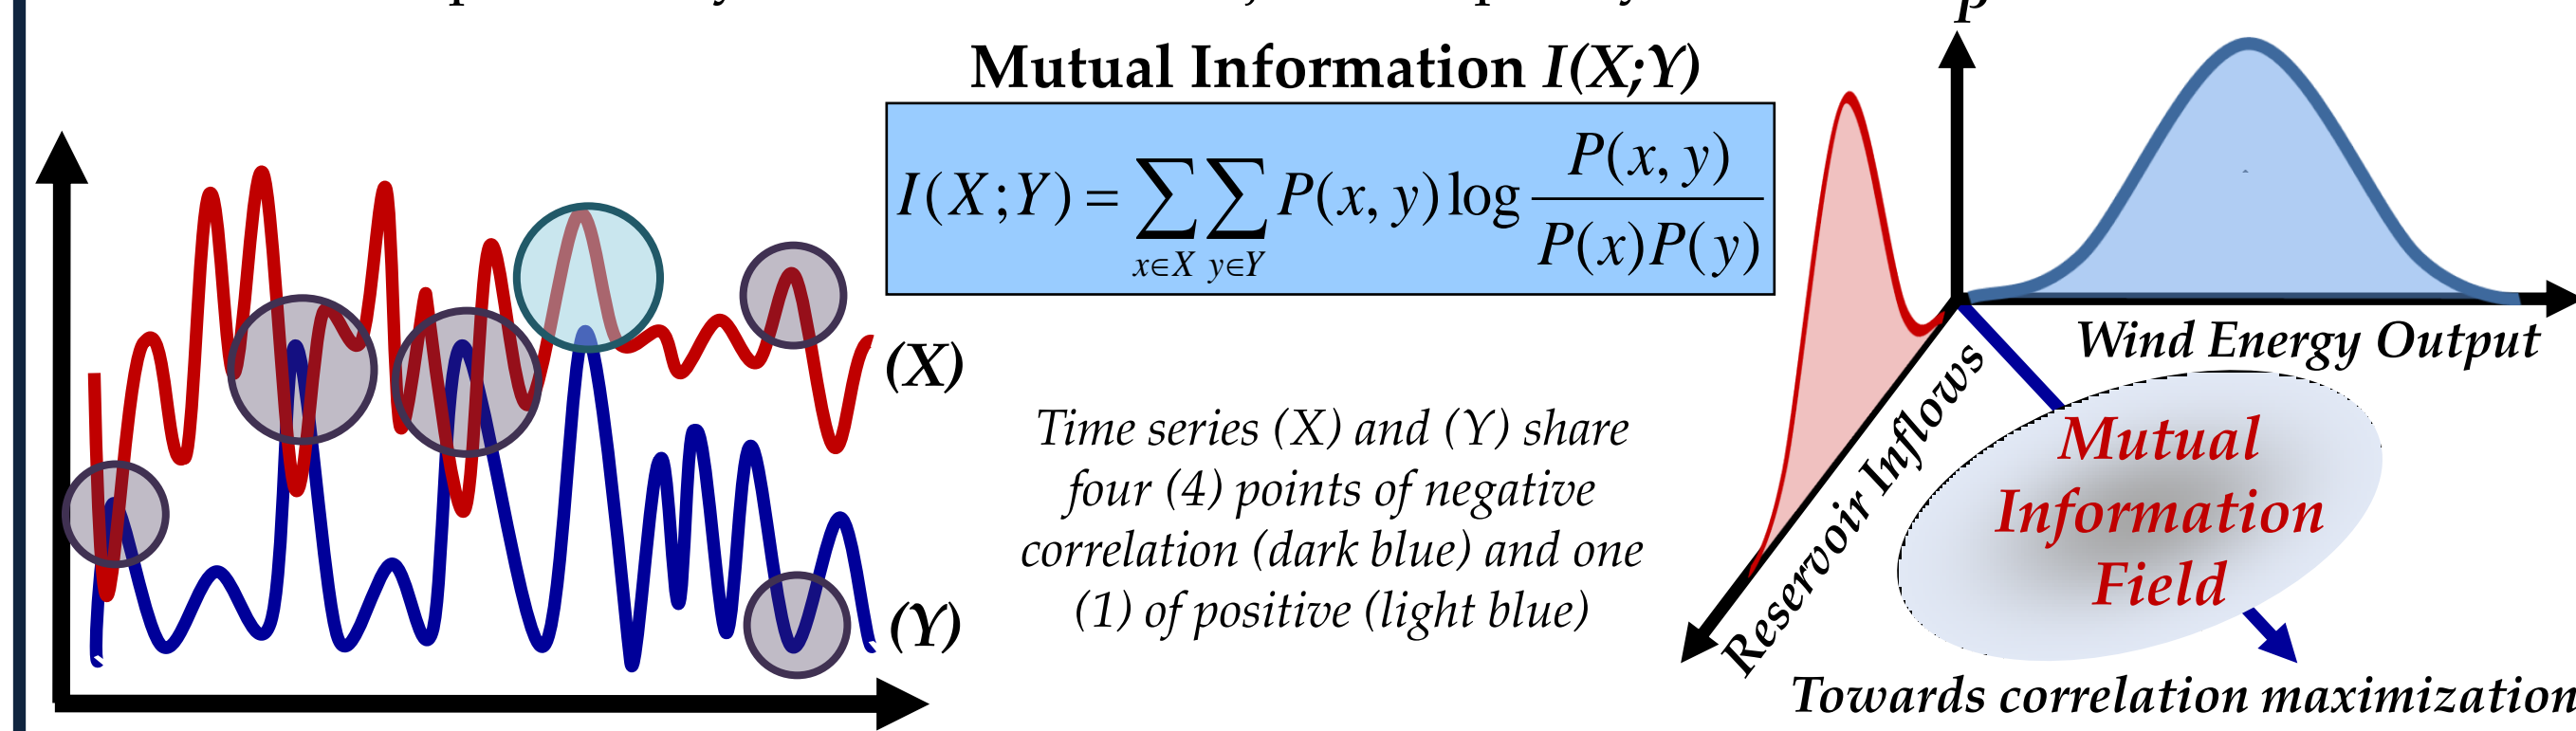 p
Mutual Information I(X;Y)
I(X;Y) = ∑x∈X ∑y∈Y P(x, y) log P(x, y) / P(x)P(y)
(X)
Time series (X) and (Y) share
four (4) points of negative
correlation (dark blue) and one
(1) of positive (light blue)
(Y)
Wind Energy Output
Reservoir Inflows
Mutual
Information
Field
Towards correlation maximization